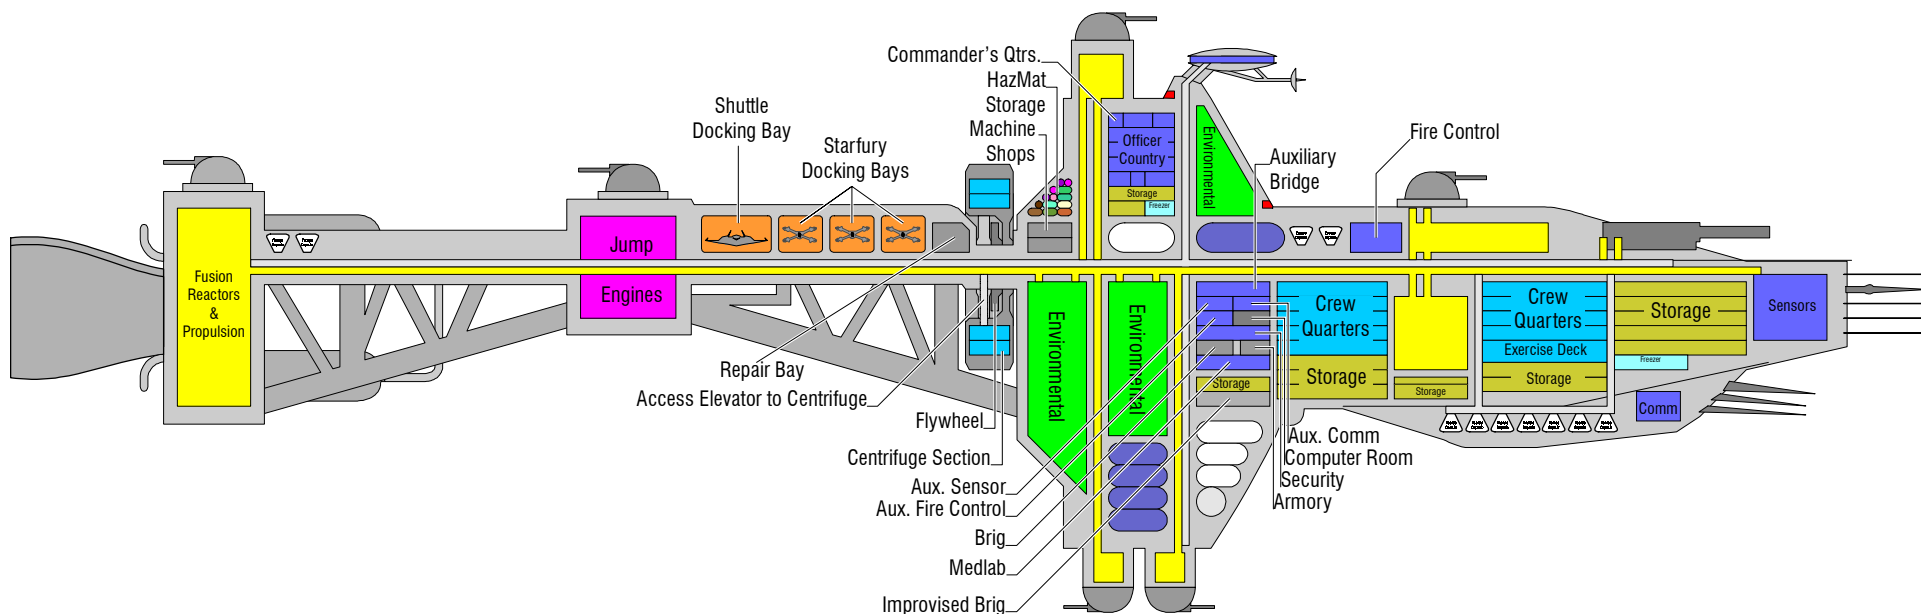 Commander's Qtrs.
HazMat
Storage
Machine
Shops
Shuttle
Docking Bay
Starfury
Docking Bays
Officer
Country
Storage
Freezer
Environmental
Auxiliary
Bridge
Fire Control
Jump
Engines
Fusion
Reactors
&
Propulsion
Environmental
Environmental
Crew
Quarters
Storage
Storage
Storage
Crew
Quarters
Exercise Deck
Storage
Storage
Freezer
Sensors
Comm
Repair Bay
Access Elevator to Centrifuge
Flywheel
Centrifuge Section
Aux. Sensor
Aux. Fire Control
Brig
Medlab
Improvised Brig
Aux. Comm
Computer Room
Security
Armory